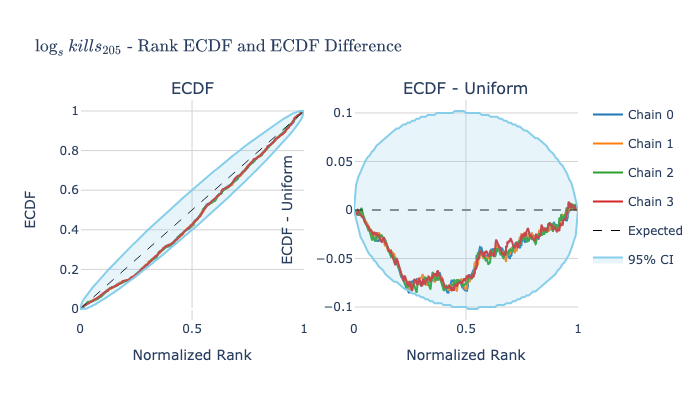 log_s kills_205 - Rank ECDF and ECDF Difference
ECDF
ECDF - Uniform
ECDF
1
0.8
0.6
0.4
0.2
0
0
0.5
1
Normalized Rank
ECDF - Uniform
0.1
0.05
0
−0.05
−0.1
0
0.5
1
Normalized Rank
Chain 0
Chain 1
Chain 2
Chain 3
Expected
95% CI